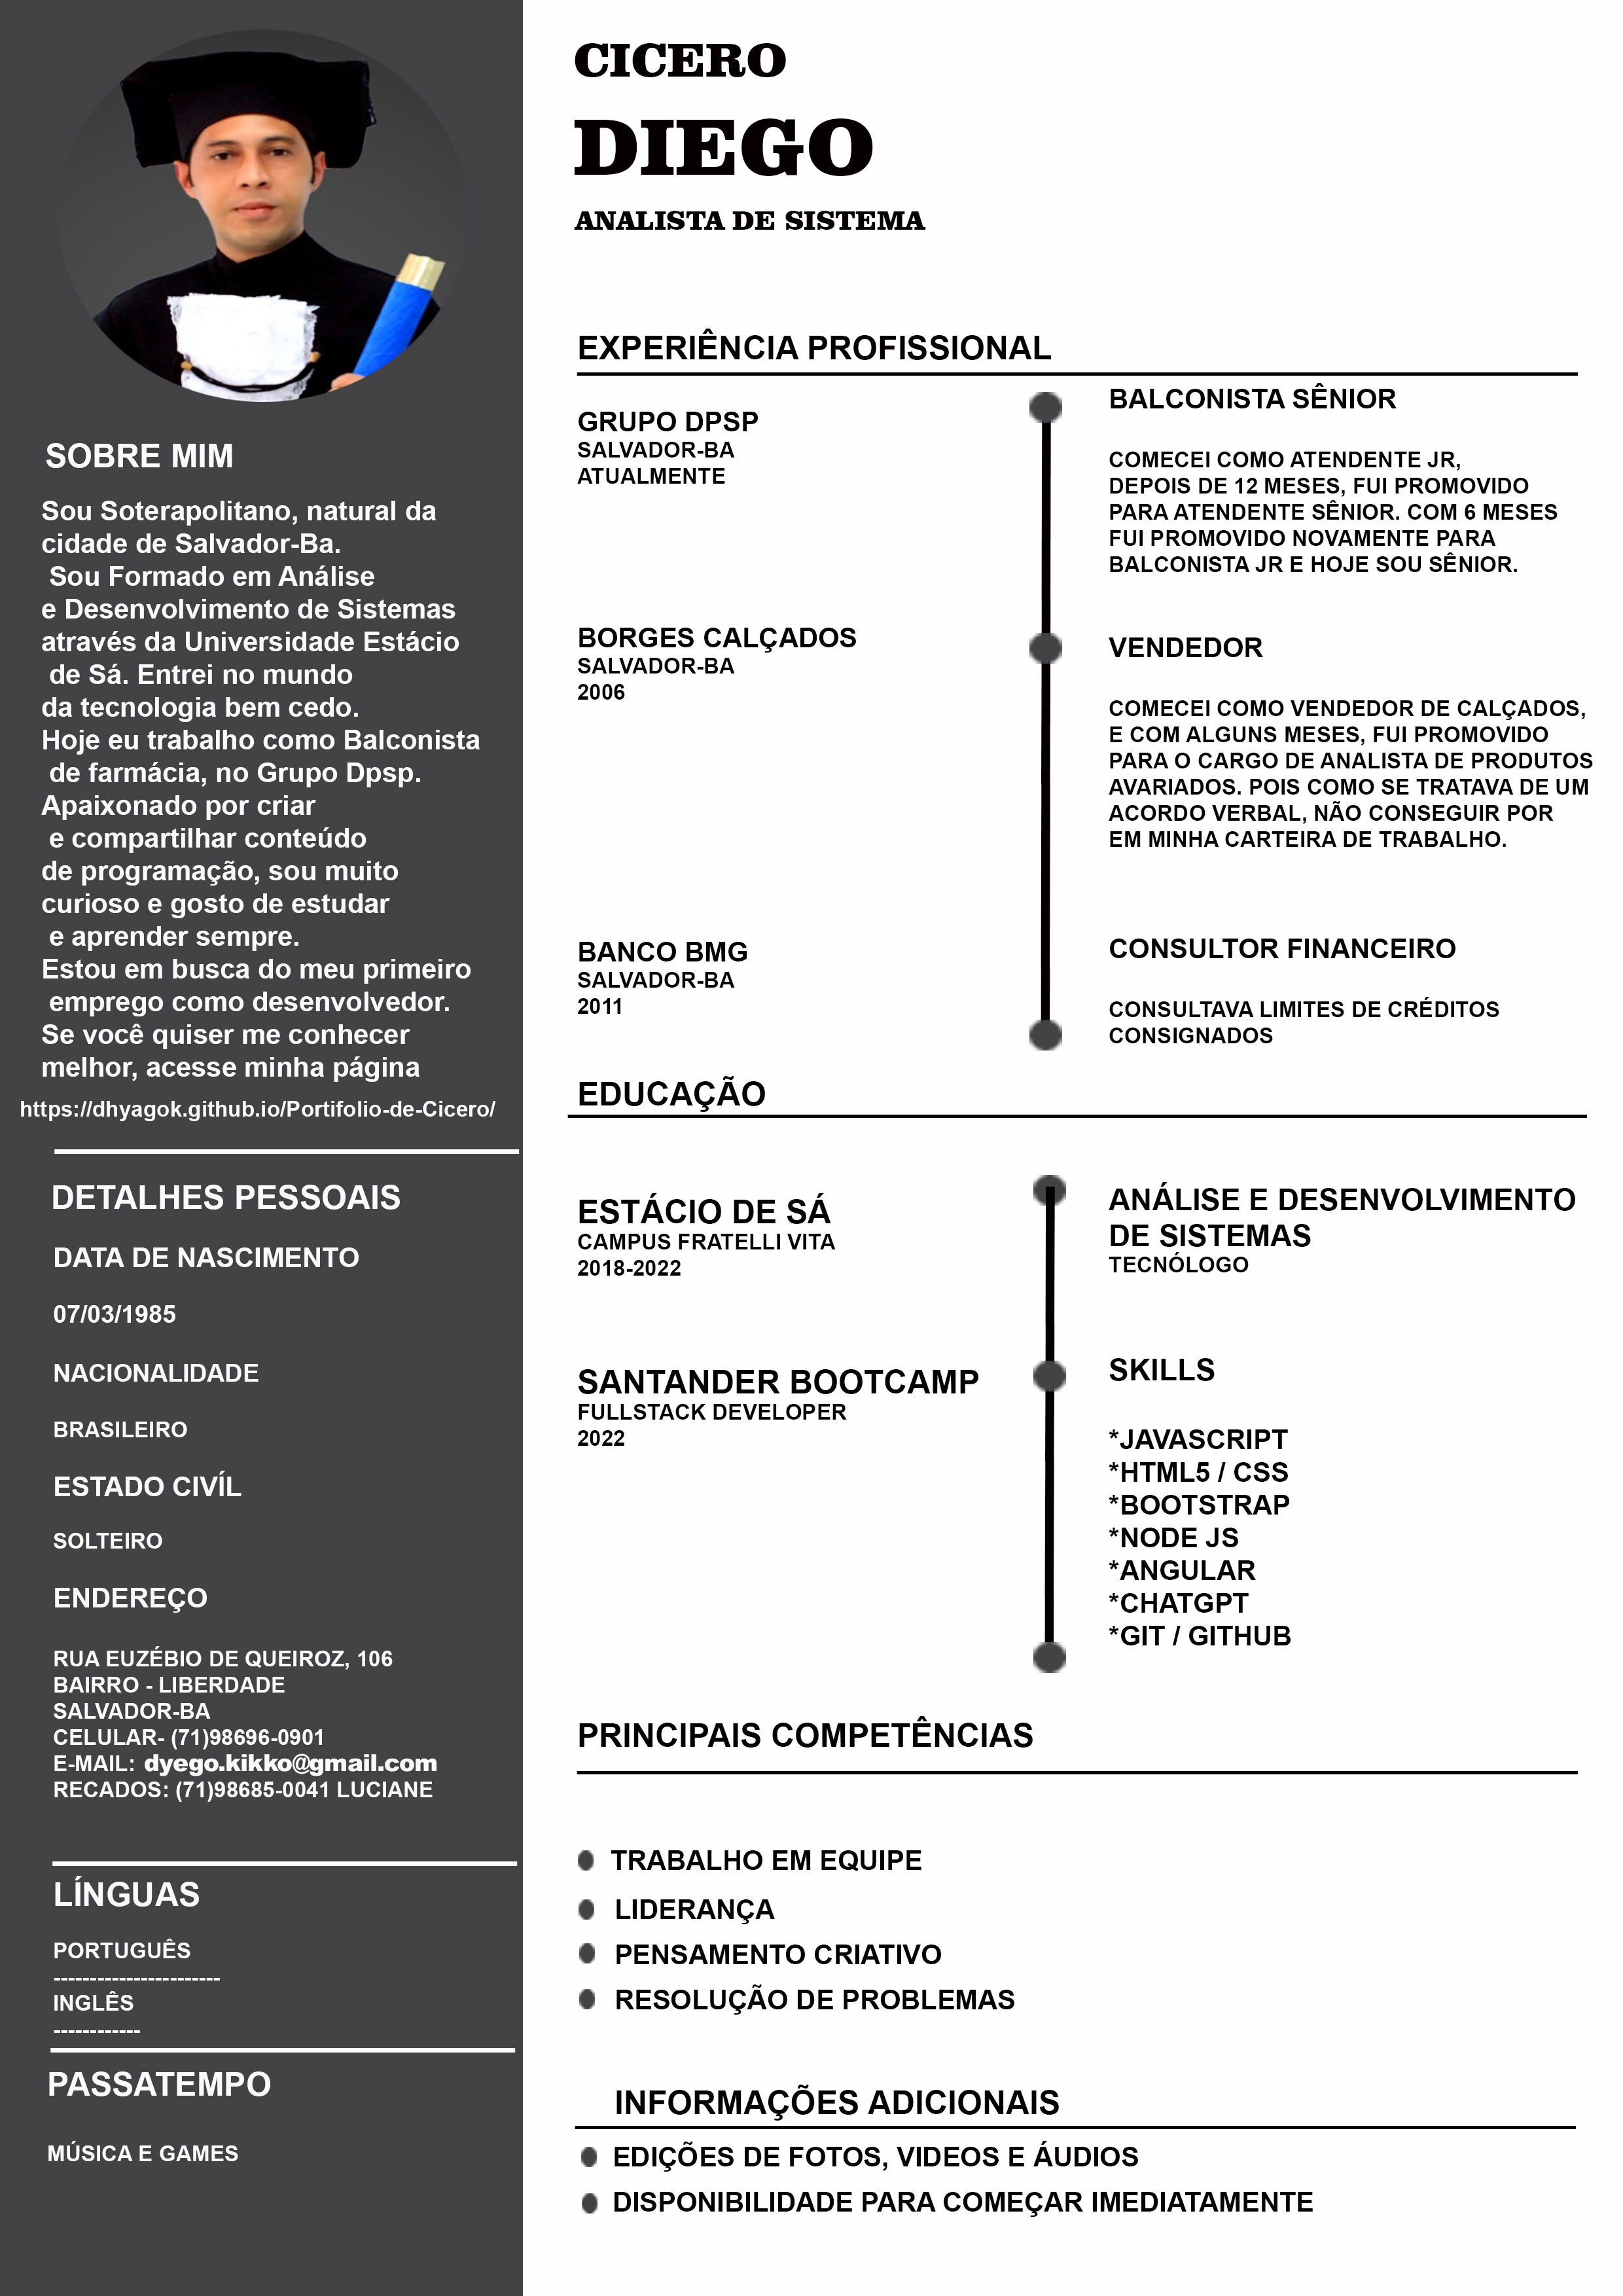 CICERO
DIEGO
ANALISTA DE SISTEMA
SOBRE MIM
Sou Soterapolitano, natural da
cidade de Salvador-Ba.
Sou Formado em Análise
e Desenvolvimento de Sistemas
através da Universidade Estácio
de Sá. Entrei no mundo
da tecnologia bem cedo.
Hoje eu trabalho como Balconista
de farmácia, no Grupo Dpsp.
Apaixonado por criar
e compartilhar conteúdo
de programação, sou muito
curioso e gosto de estudar
e aprender sempre.
Estou em busca do meu primeiro
emprego como desenvolvedor.
Se você quiser me conhecer
melhor, acesse minha página
https://dhyagok.github.io/Portifolio-de-Cicero/
DETALHES PESSOAIS
DATA DE NASCIMENTO
07/03/1985
NACIONALIDADE
BRASILEIRO
ESTADO CIVÍL
SOLTEIRO
ENDEREÇO
RUA EUZÉBIO DE QUEIROZ, 106
BAIRRO - LIBERDADE
SALVADOR-BA
CELULAR- (71)98696-0901
E-MAIL: dyego.kikko@gmail.com
RECADOS: (71)98685-0041 LUCIANE
LÍNGUAS
PORTUGUÊS
-----------------------
INGLÊS
------------
PASSATEMPO
MÚSICA E GAMES
EXPERIÊNCIA PROFISSIONAL
GRUPO DPSP
SALVADOR-BA
ATUALMENTE
BALCONISTA SÊNIOR
COMECEI COMO ATENDENTE JR,
DEPOIS DE 12 MESES, FUI PROMOVIDO
PARA ATENDENTE SÊNIOR. COM 6 MESES
FUI PROMOVIDO NOVAMENTE PARA
BALCONISTA JR E HOJE SOU SÊNIOR.
BORGES CALÇADOS
SALVADOR-BA
2006
VENDEDOR
COMECEI COMO VENDEDOR DE CALÇADOS,
E COM ALGUNS MESES, FUI PROMOVIDO
PARA O CARGO DE ANALISTA DE PRODUTOS
AVARIADOS. POIS COMO SE TRATAVA DE UM
ACORDO VERBAL, NÃO CONSEGUIR POR
EM MINHA CARTEIRA DE TRABALHO.
BANCO BMG
SALVADOR-BA
2011
CONSULTOR FINANCEIRO
CONSULTAVA LIMITES DE CRÉDITOS
CONSIGNADOS
EDUCAÇÃO
ESTÁCIO DE SÁ
CAMPUS FRATELLI VITA
2018-2022
ANÁLISE E DESENVOLVIMENTO
DE SISTEMAS
TECNÓLOGO
SANTANDER BOOTCAMP
FULLSTACK DEVELOPER
2022
SKILLS
*JAVASCRIPT
*HTML5 / CSS
*BOOTSTRAP
*NODE JS
*ANGULAR
*CHATGPT
*GIT / GITHUB
PRINCIPAIS COMPETÊNCIAS
TRABALHO EM EQUIPE
LIDERANÇA
PENSAMENTO CRIATIVO
RESOLUÇÃO DE PROBLEMAS
INFORMAÇÕES ADICIONAIS
EDIÇÕES DE FOTOS, VIDEOS E ÁUDIOS
DISPONIBILIDADE PARA COMEÇAR IMEDIATAMENTE